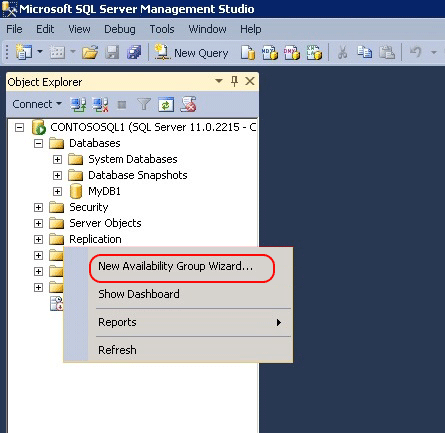 Microsoft SQL Server Management Studio
File Edit View Debug Tools Window Community Help
New Query
Object Explorer
Connect
CONTOSOSQL1 (SQL Server 11.0.2215 - C
Databases
System Databases
Database Snapshots
MyDB1
Security
Server Objects
Replication
New Availability Group Wizard...
Show Dashboard
Reports
Refresh